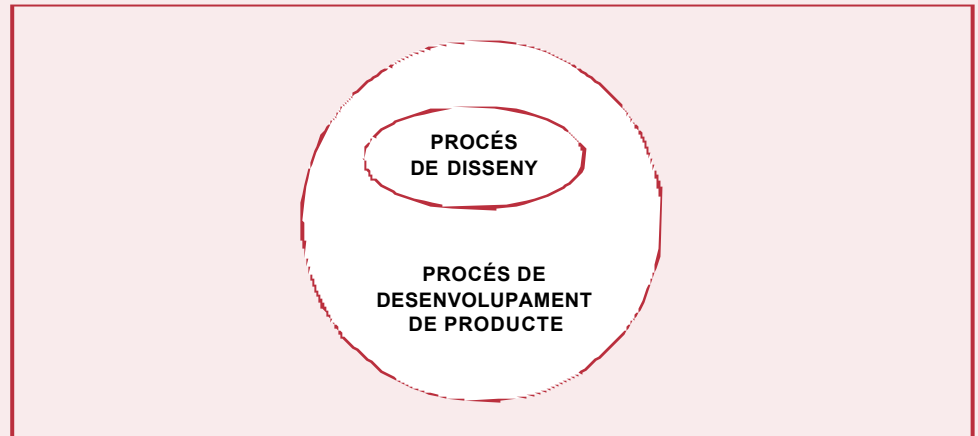 PROCÉS
DE DISSENY
PROCÉS DE
DESENVOLUPAMENT
DE PRODUCTE